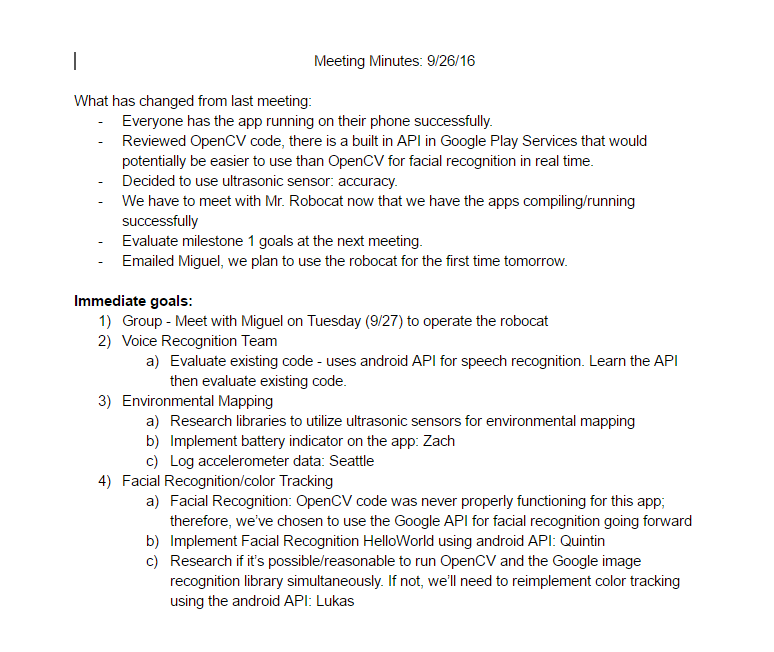 Meeting Minutes: 9/26/16
What has changed from last meeting:
- Everyone has the app running on their phone successfully.
- Reviewed OpenCV code, there is a built in API in Google Play Services that would
potentially be easier to use than OpenCV for facial recognition in real time.
- Decided to use ultrasonic sensor: accuracy.
- We have to meet with Mr. Robocat now that we have the apps compiling/running
successfully
- Evaluate milestone 1 goals at the next meeting.
- Emailed Miguel, we plan to use the robocat for the first time tomorrow.
Immediate goals:
1) Group - Meet with Miguel on Tuesday (9/27) to operate the robocat
2) Voice Recognition Team
a) Evaluate existing code - uses android API for speech recognition. Learn the API
then evaluate existing code.
3) Environmental Mapping
a) Research libraries to utilize ultrasonic sensors for environmental mapping
b) Implement battery indicator on the app: Zach
c) Log accelerometer data: Seattle
4) Facial Recognition/color Tracking
a) Facial Recognition: OpenCV code was never properly functioning for this app;
therefore, we've chosen to use the Google API for facial recognition going forward
b) Implement Facial Recognition HelloWorld using android API: Quintin
c) Research if it's possible/reasonable to run OpenCV and the Google image
recognition library simultaneously. If not, we'll need to reimplement color tracking
using the android API: Lukas